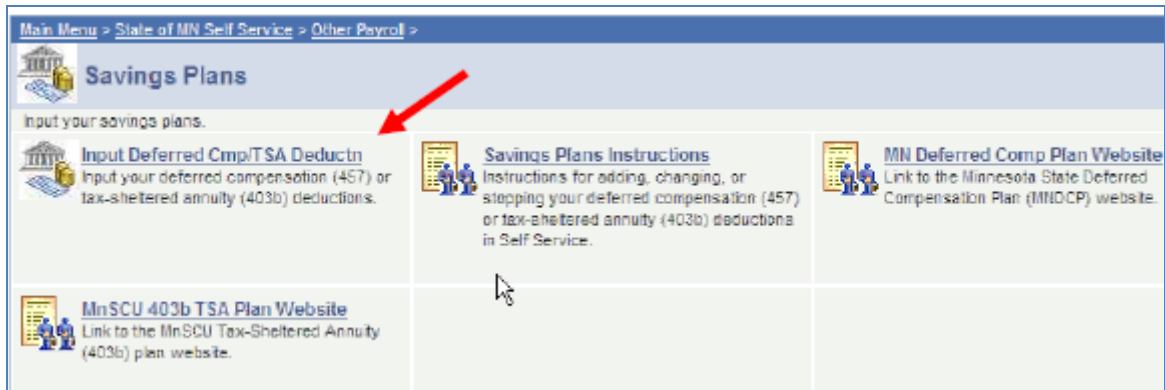 Main Menu > State of MN Self Service > Other Payroll >
Savings Plans
Input your savings plans.
Input Deferred Cmp/TSA Deductn
Input your deferred compensation (457) or
tax-sheltered annuity (403b) deductions.
Savings Plans Instructions
Instructions for adding, changing, or
stopping your deferred compensation (457)
or tax-sheltered annuity (403b) deductions
in Self Service.
MN Deferred Comp Plan Website
Link to the Minnesota State Deferred
Compensation Plan (MNDCP) website.
MnSCU 403b TSA Plan Website
Link to the MnSCU Tax-Sheltered Annuity
(403b) plan website.